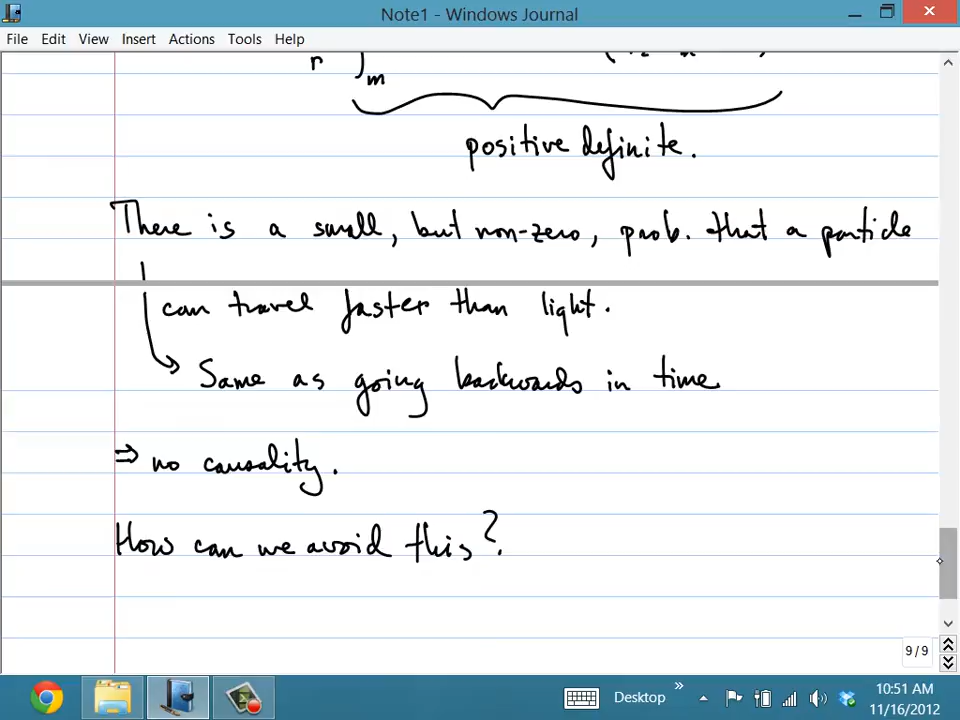 Note1 - Windows Journal
File Edit View Insert Actions Tools Help
r m
positive definite.
There is a small, but non-zero, prob. that a particle
can travel faster than light.
Same as going backwards in time
⇒ no causality.
How can we avoid this?
9 / 9
Desktop » 10:51 AM
11/16/2012